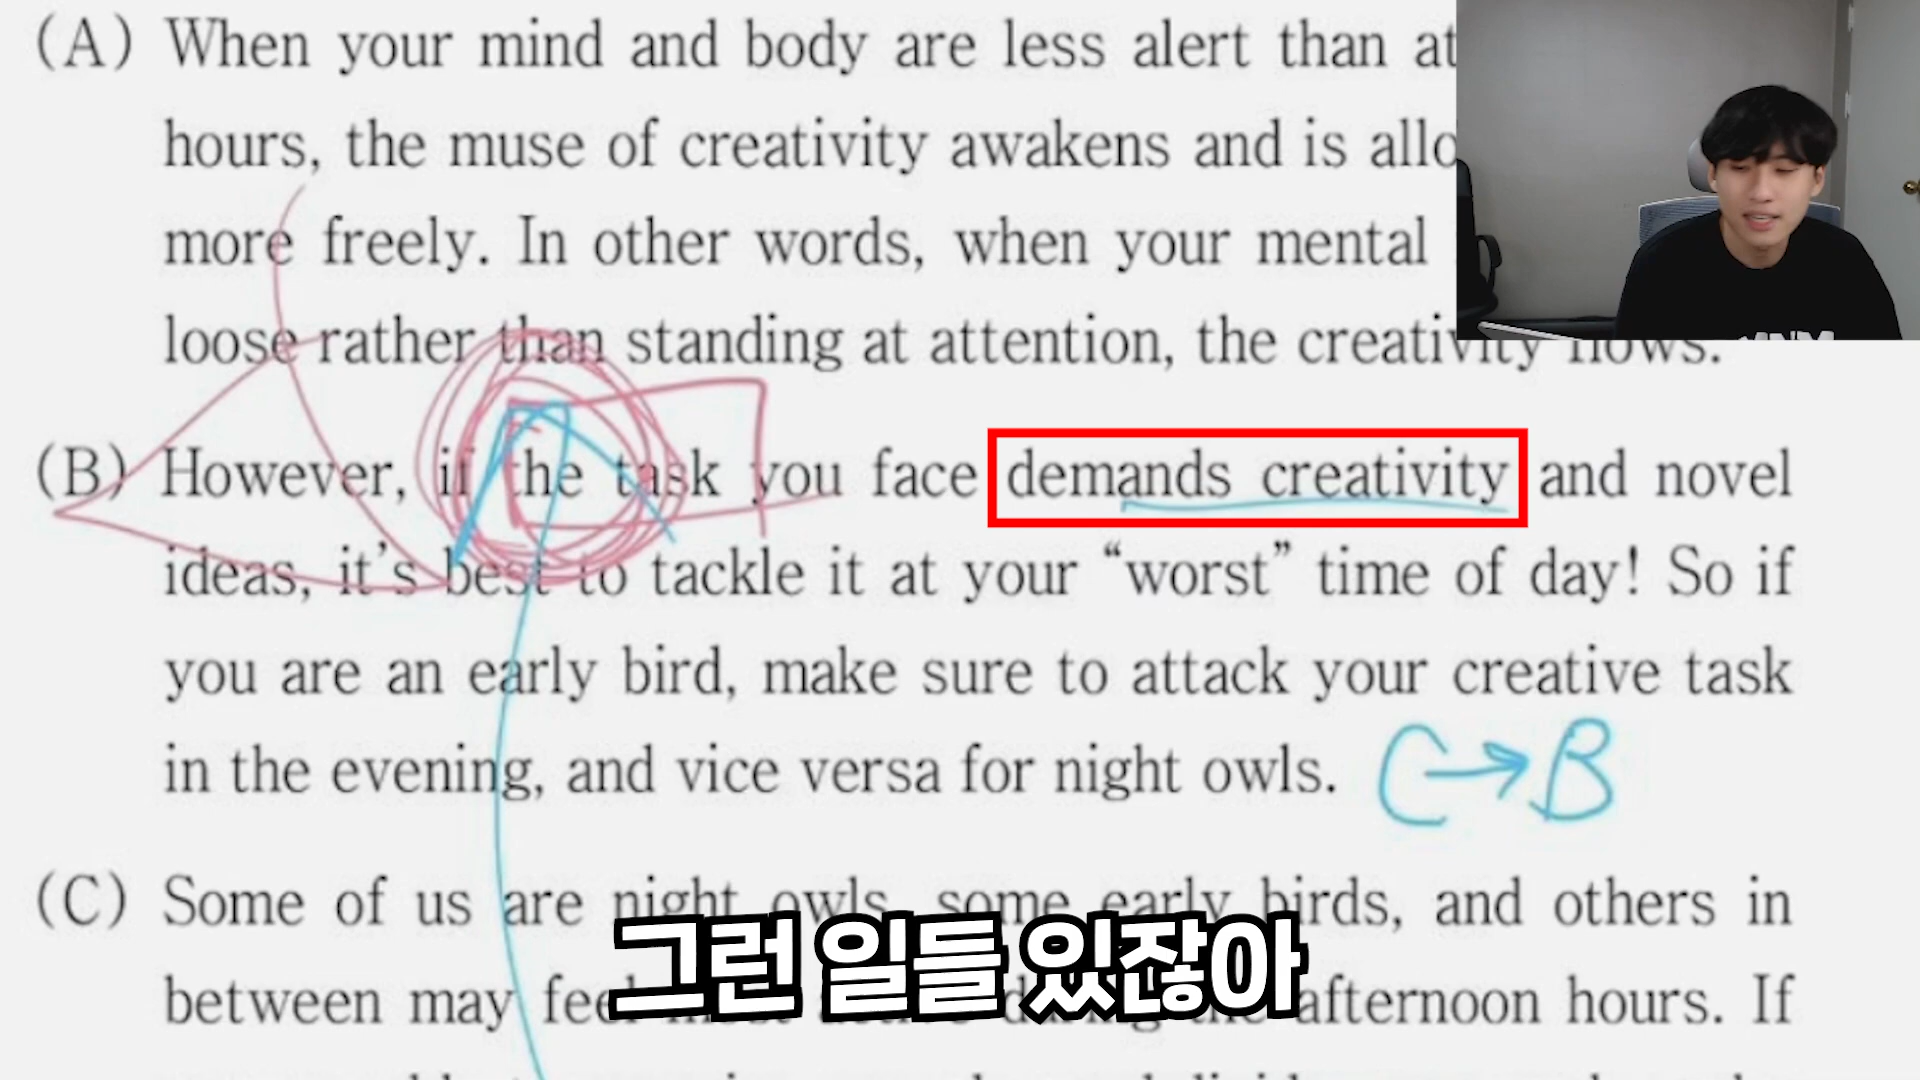 (A) When your mind and body are less alert than at
hours, the muse of creativity awakens and is allo
more freely. In other words, when your mental
loose rather than standing at attention, the creativity flows.
(B) However, if the task you face demands creativity and novel
ideas, it's best to tackle it at your “worst” time of day! So if
you are an early bird, make sure to attack your creative task
in the evening, and vice versa for night owls.
C→B
(C) Some of us are night owls, some early birds, and others in
그런 일들 있잖아
between may feel afternoon hours. If